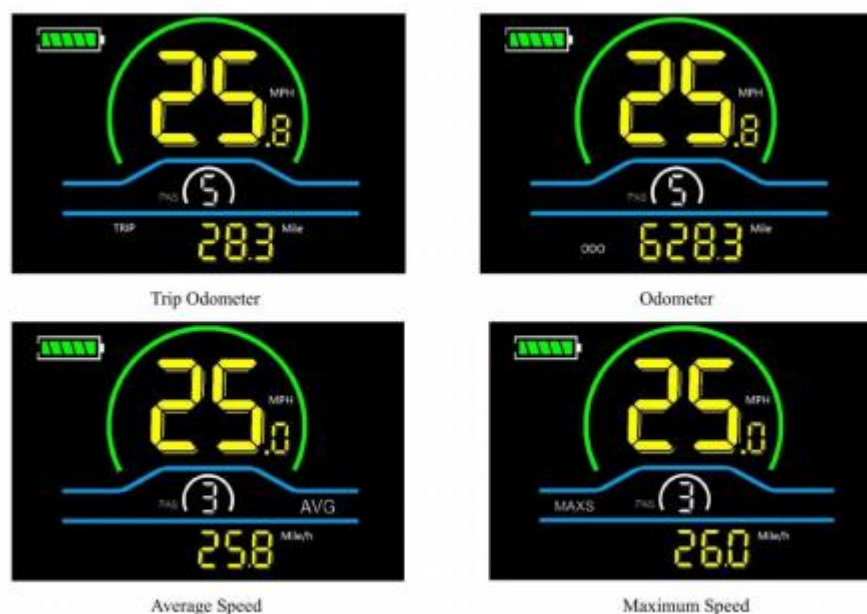 25.8 MPH
PAS 5
TRIP 28.3 Mile
Trip Odometer
25.8 MPH
PAS 5
ODO 628.3 Mile
Odometer
25.0 MPH
PAS 3 AVG
25.8 Mile/h
Average Speed
25.0 MPH
MAXS PAS 3
26.0 Mile/h
Maximum Speed